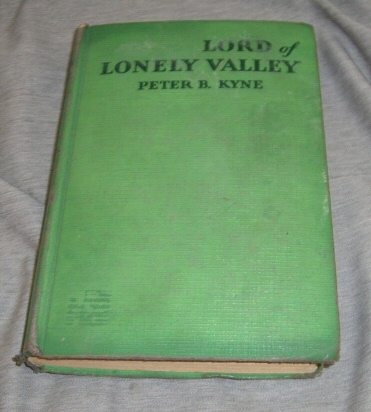 LORD of
LONELY VALLEY
PETER B. KYNE